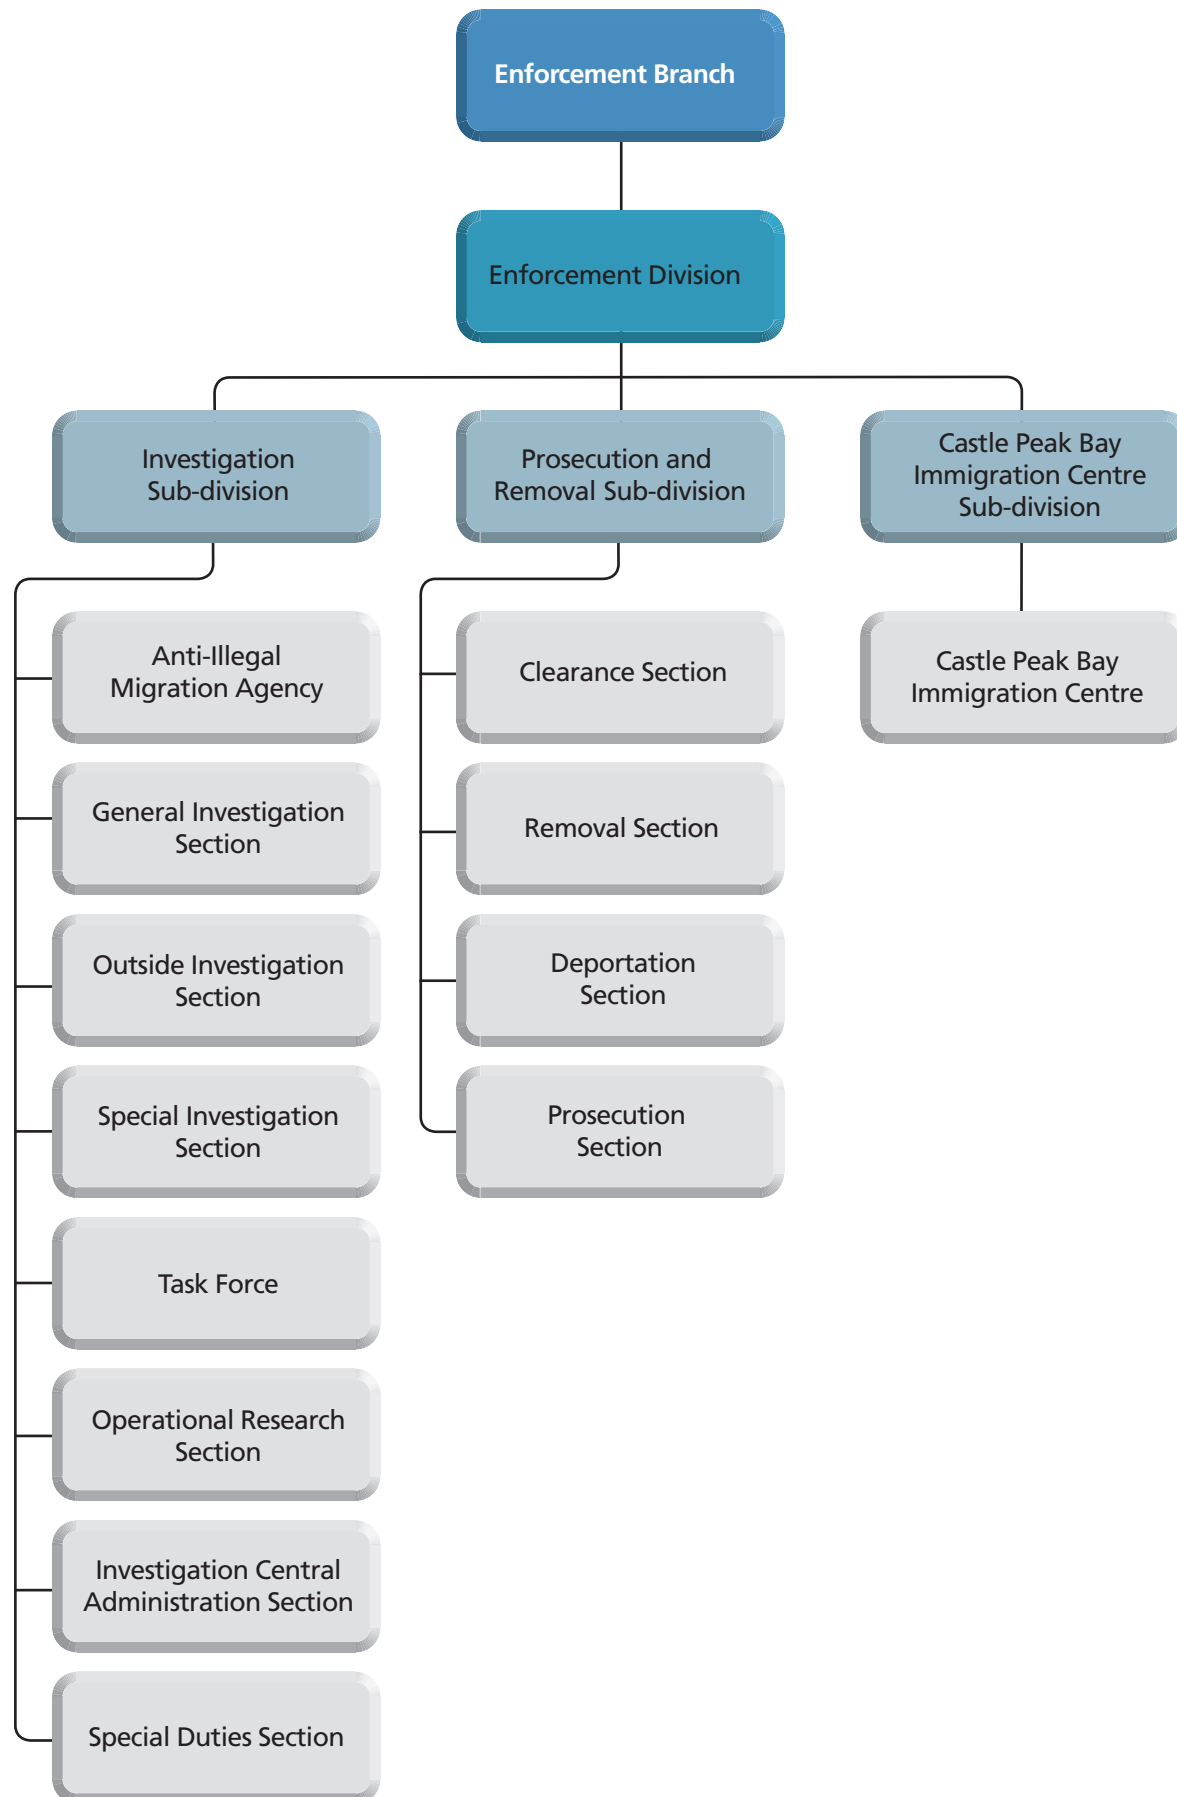 Enforcement Branch
Enforcement Division
Investigation
Sub-division
Prosecution and
Removal Sub-division
Castle Peak Bay
Immigration Centre
Sub-division
Anti-Illegal
Migration Agency
General Investigation
Section
Outside Investigation
Section
Special Investigation
Section
Task Force
Operational Research
Section
Investigation Central
Administration Section
Special Duties Section
Clearance Section
Removal Section
Deportation
Section
Prosecution
Section
Castle Peak Bay
Immigration Centre